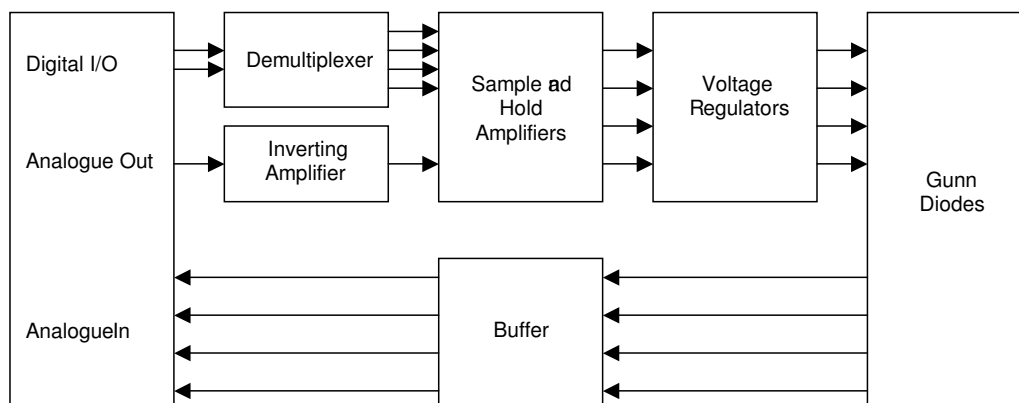 Digital I/O
Demultiplexer
Sample ad
Hold
Amplifiers
Voltage
Regulators
Analogue Out
Inverting
Amplifier
Gunn
Diodes
AnalogueIn
Buffer